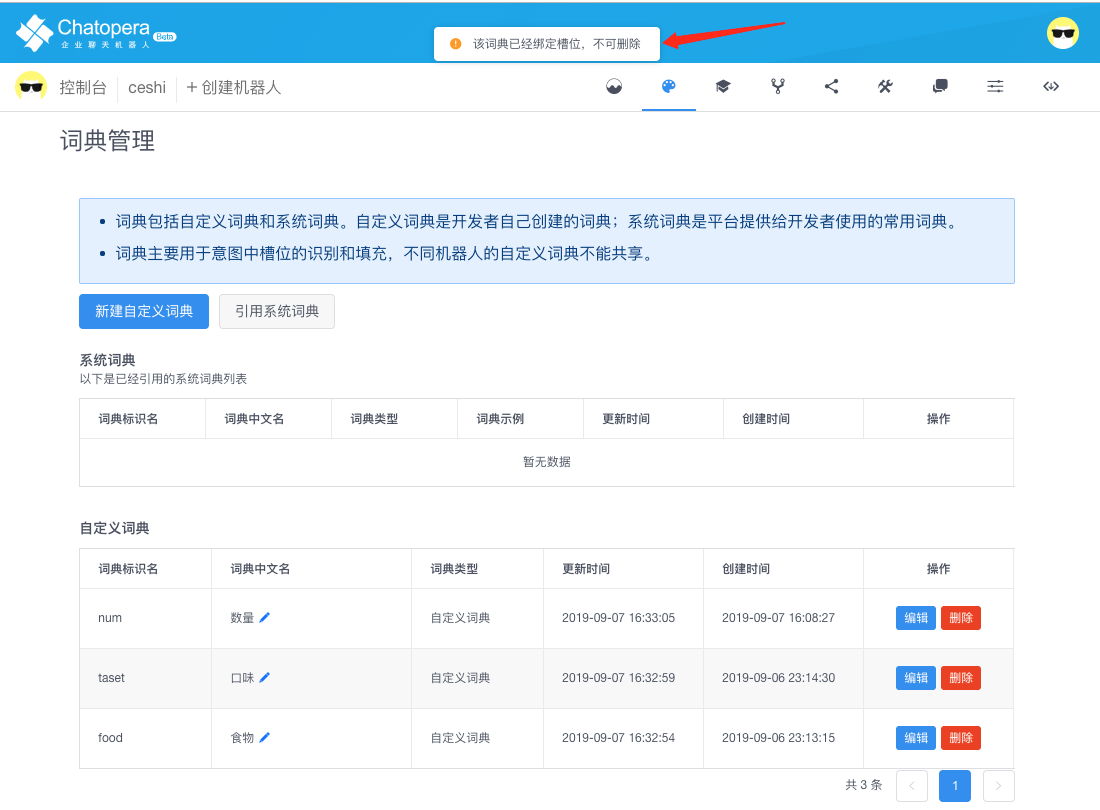 Chatopera Beta
企业聊天机器人
该词典已经绑定槽位，不可删除
控制台 ceshi + 创建机器人
词典管理
• 词典包括自定义词典和系统词典。自定义词典是开发者自己创建的词典；系统词典是平台提供给开发者使用的常用词典。
• 词典主要用于意图中槽位的识别和填充，不同机器人的自定义词典不能共享。
新建自定义词典 引用系统词典
系统词典
以下是已经引用的系统词典列表
词典标识名 词典中文名 词典类型 词典示例 更新时间 创建时间 操作
暂无数据
自定义词典
词典标识名 词典中文名 词典类型 更新时间 创建时间 操作
num 数量 自定义词典 2019-09-07 16:33:05 2019-09-07 16:08:27 编辑 删除
taset 口味 自定义词典 2019-09-07 16:32:59 2019-09-06 23:14:30 编辑 删除
food 食物 自定义词典 2019-09-07 16:32:54 2019-09-06 23:13:15 编辑 删除
共 3 条 1